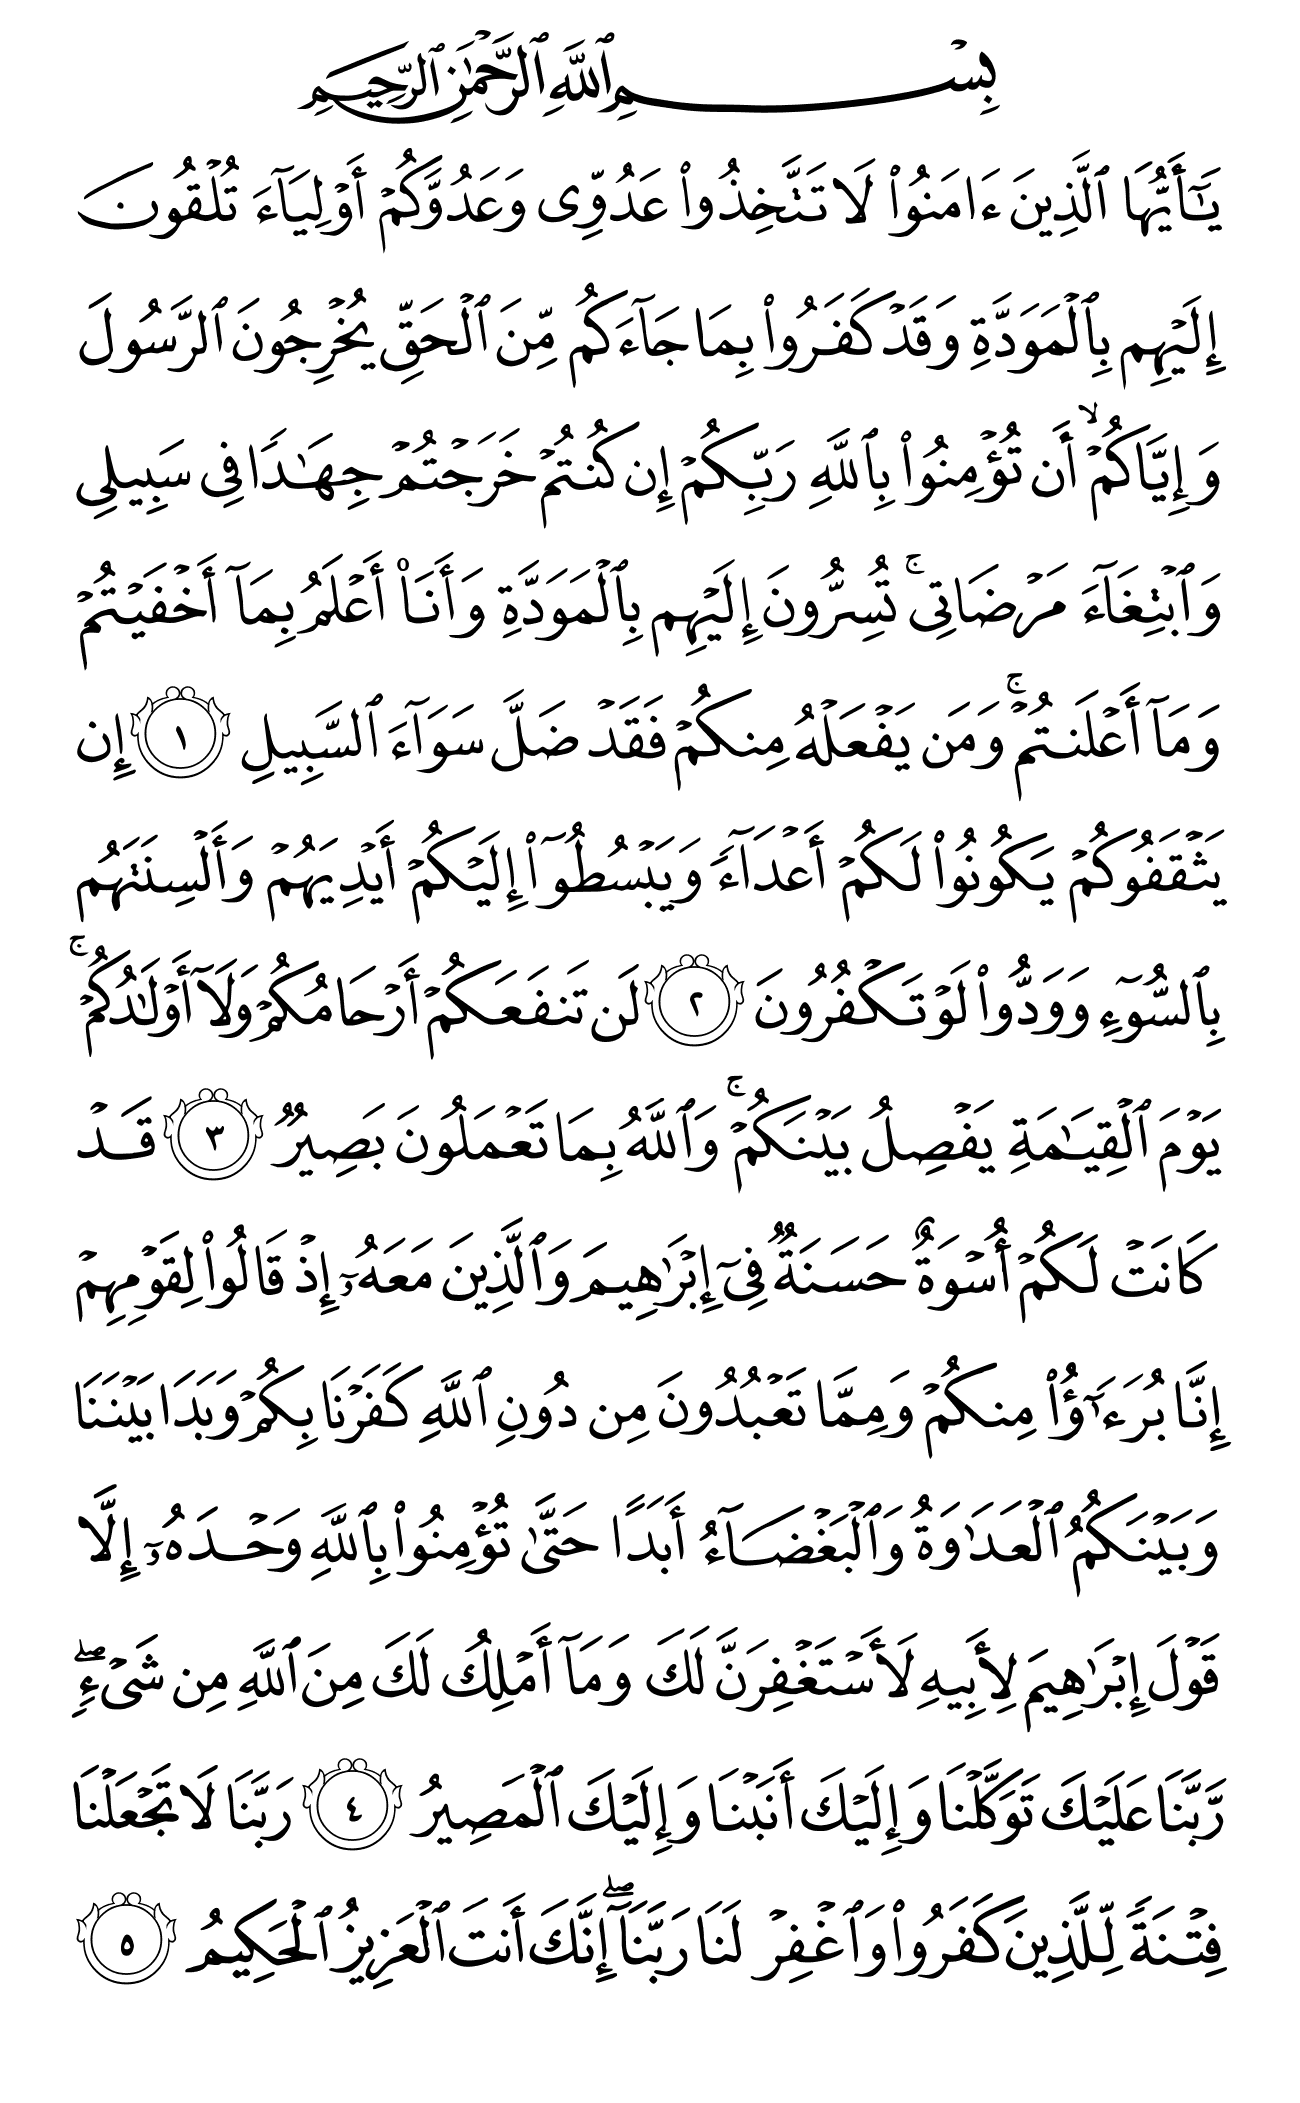 بِسْمِ ٱللَّهِ ٱلرَّحْمَٰنِ ٱلرَّحِيمِ
يَٰٓأَيُّهَا ٱلَّذِينَ ءَامَنُوا۟ لَا تَتَّخِذُوا۟ عَدُوِّى وَعَدُوَّكُمْ أَوْلِيَآءَ تُلْقُونَ
إِلَيْهِم بِٱلْمَوَدَّةِ وَقَدْ كَفَرُوا۟ بِمَا جَآءَكُم مِّنَ ٱلْحَقِّ يُخْرِجُونَ ٱلرَّسُولَ
وَإِيَّاكُمْ ۙ أَن تُؤْمِنُوا۟ بِٱللَّهِ رَبِّكُمْ إِن كُنتُمْ خَرَجْتُمْ جِهَٰدًا فِى سَبِيلِى
وَٱبْتِغَآءَ مَرْضَاتِى ۚ تُسِرُّونَ إِلَيْهِم بِٱلْمَوَدَّةِ وَأَنَا۠ أَعْلَمُ بِمَآ أَخْفَيْتُمْ
وَمَآ أَعْلَنتُمْ ۚ وَمَن يَفْعَلْهُ مِنكُمْ فَقَدْ ضَلَّ سَوَآءَ ٱلسَّبِيلِ ١ إِن
يَثْقَفُوكُمْ يَكُونُوا۟ لَكُمْ أَعْدَآءً وَيَبْسُطُوٓا۟ إِلَيْكُمْ أَيْدِيَهُمْ وَأَلْسِنَتَهُم
بِٱلسُّوٓءِ وَوَدُّوا۟ لَوْ تَكْفُرُونَ ٢ لَن تَنفَعَكُمْ أَرْحَامُكُمْ وَلَآ أَوْلَٰدُكُمْ ۚ
يَوْمَ ٱلْقِيَٰمَةِ يَفْصِلُ بَيْنَكُمْ ۚ وَٱللَّهُ بِمَا تَعْمَلُونَ بَصِيرٌ ٣ قَدْ
كَانَتْ لَكُمْ أُسْوَةٌ حَسَنَةٌ فِىٓ إِبْرَٰهِيمَ وَٱلَّذِينَ مَعَهُۥٓ إِذْ قَالُوا۟ لِقَوْمِهِمْ
إِنَّا بُرَءَٰٓؤُا۟ مِنكُمْ وَمِمَّا تَعْبُدُونَ مِن دُونِ ٱللَّهِ كَفَرْنَا بِكُمْ وَبَدَا بَيْنَنَا
وَبَيْنَكُمُ ٱلْعَدَٰوَةُ وَٱلْبَغْضَآءُ أَبَدًا حَتَّىٰ تُؤْمِنُوا۟ بِٱللَّهِ وَحْدَهُۥٓ إِلَّا
قَوْلَ إِبْرَٰهِيمَ لِأَبِيهِ لَأَسْتَغْفِرَنَّ لَكَ وَمَآ أَمْلِكُ لَكَ مِنَ ٱللَّهِ مِن شَىْءٍ ۖ
رَّبَّنَا عَلَيْكَ تَوَكَّلْنَا وَإِلَيْكَ أَنَبْنَا وَإِلَيْكَ ٱلْمَصِيرُ ٤ رَبَّنَا لَا تَجْعَلْنَا
فِتْنَةً لِّلَّذِينَ كَفَرُوا۟ وَٱغْفِرْ لَنَا رَبَّنَآ ۖ إِنَّكَ أَنتَ ٱلْعَزِيزُ ٱلْحَكِيمُ ٥